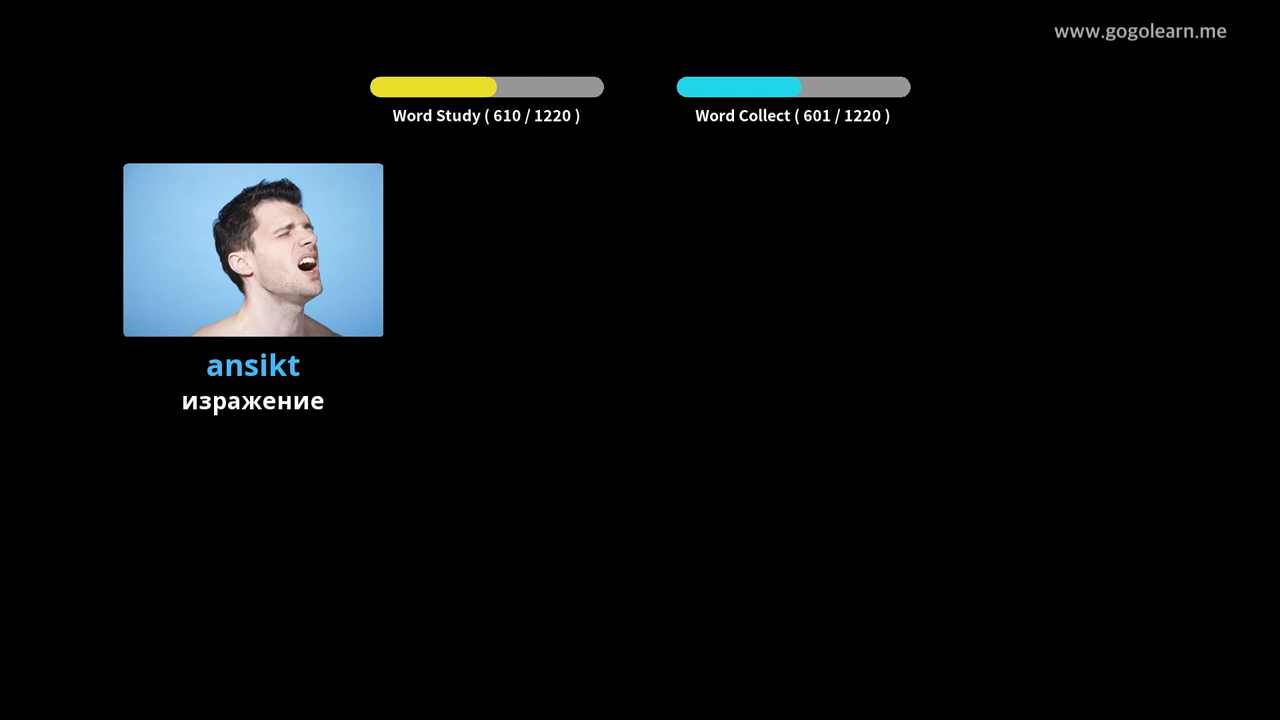 www.gogolearn.me
Word Study ( 610 / 1220 )
Word Collect ( 601 / 1220 )
ansikt
изражение